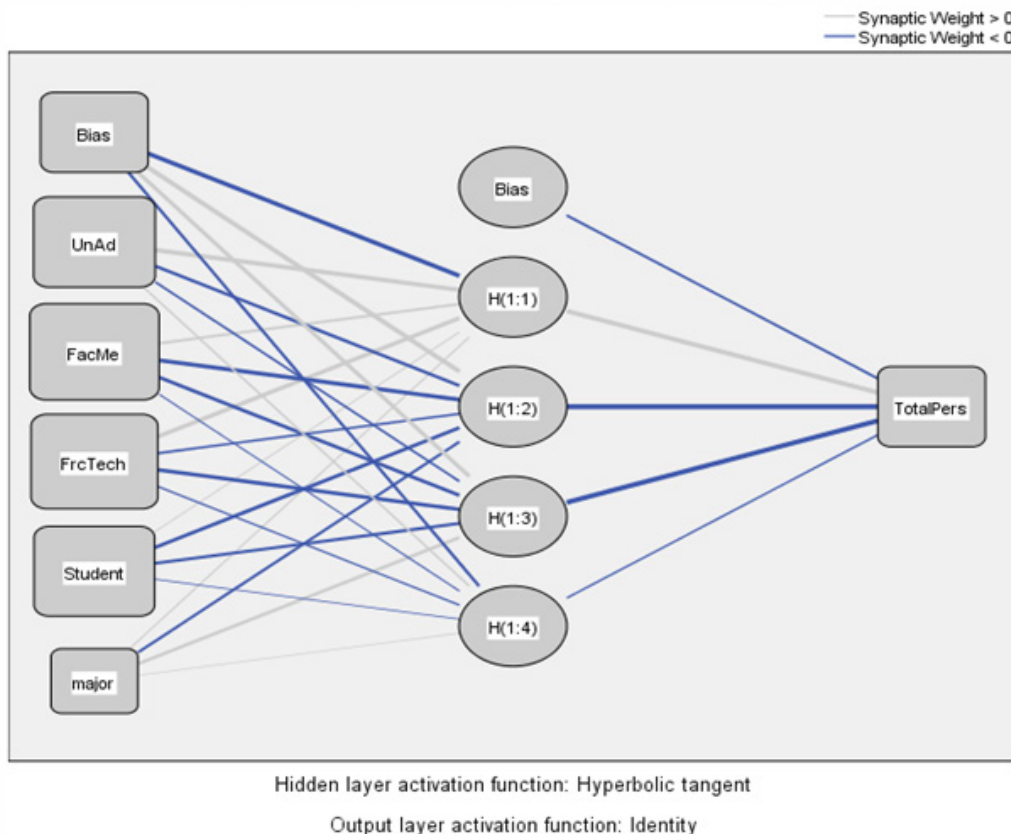 Synaptic Weight > 0
Synaptic Weight < 0
Bias
UnAd
FacMe
FrcTech
Student
major
Bias
H(1:1)
H(1:2)
H(1:3)
H(1:4)
TotalPers
Hidden layer activation function: Hyperbolic tangent
Output layer activation function: Identity